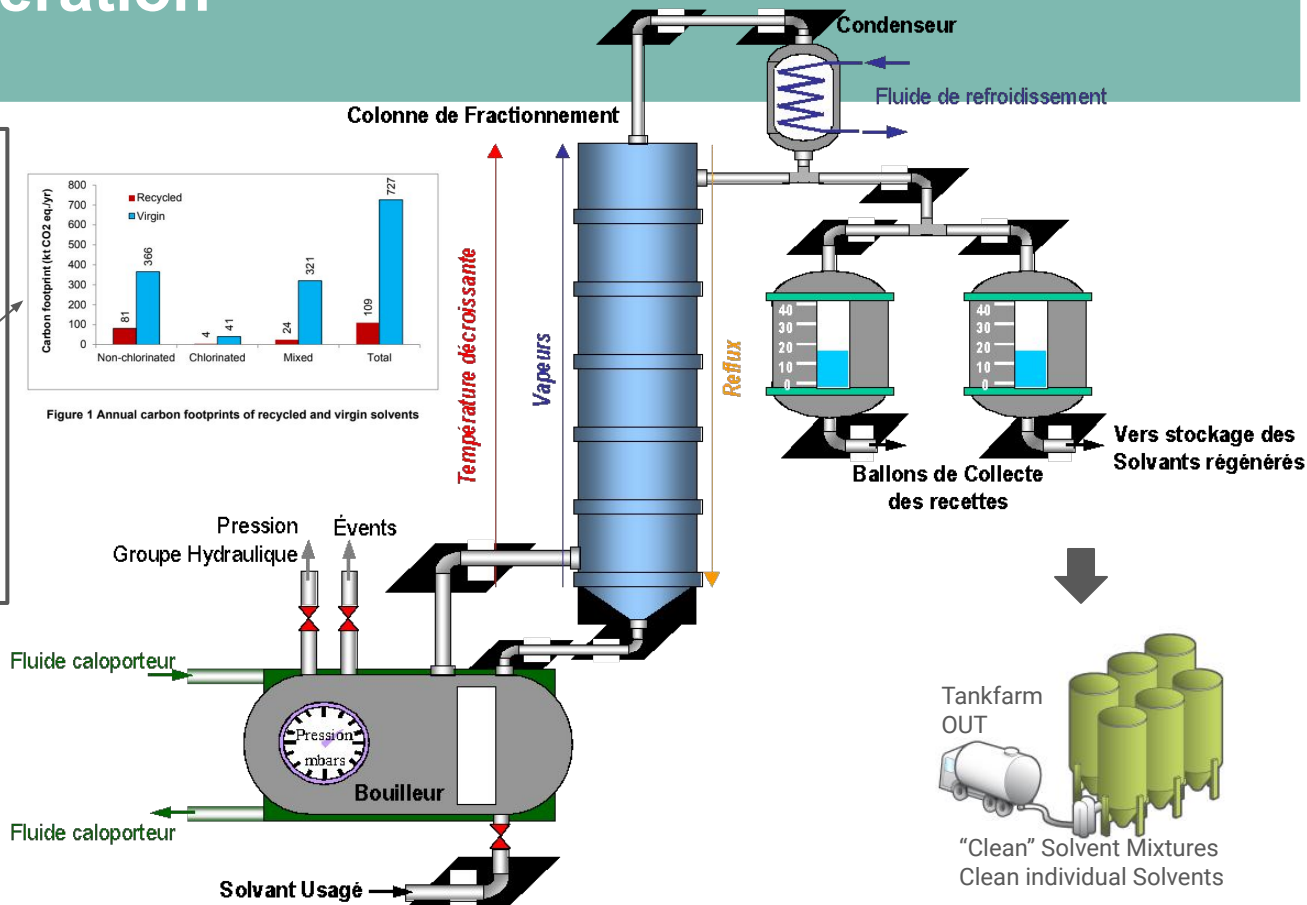 ération
Condenseur
Fluide de refroidissement
Colonne de Fractionnement
800
700
600
500
400
300
200
100
0
Carbon footprint (kt CO2 eq./yr)
Recycled
Virgin
81
366
4
41
24
321
109
727
Non-chlorinated
Chlorinated
Mixed
Total
Figure 1 Annual carbon footprints of recycled and virgin solvents
Température décroissante
Vapeurs
Reflux
40
30
20
10
0
40
30
20
10
0
Vers stockage des
Solvants régénérés
Ballons de Collecte
des recettes
Pression
Groupe Hydraulique
Évents
Fluide caloporteur
Pression
mbars
Bouilleur
Fluide caloporteur
Solvant Usagé
Tankfarm
OUT
“Clean” Solvent Mixtures
Clean individual Solvents